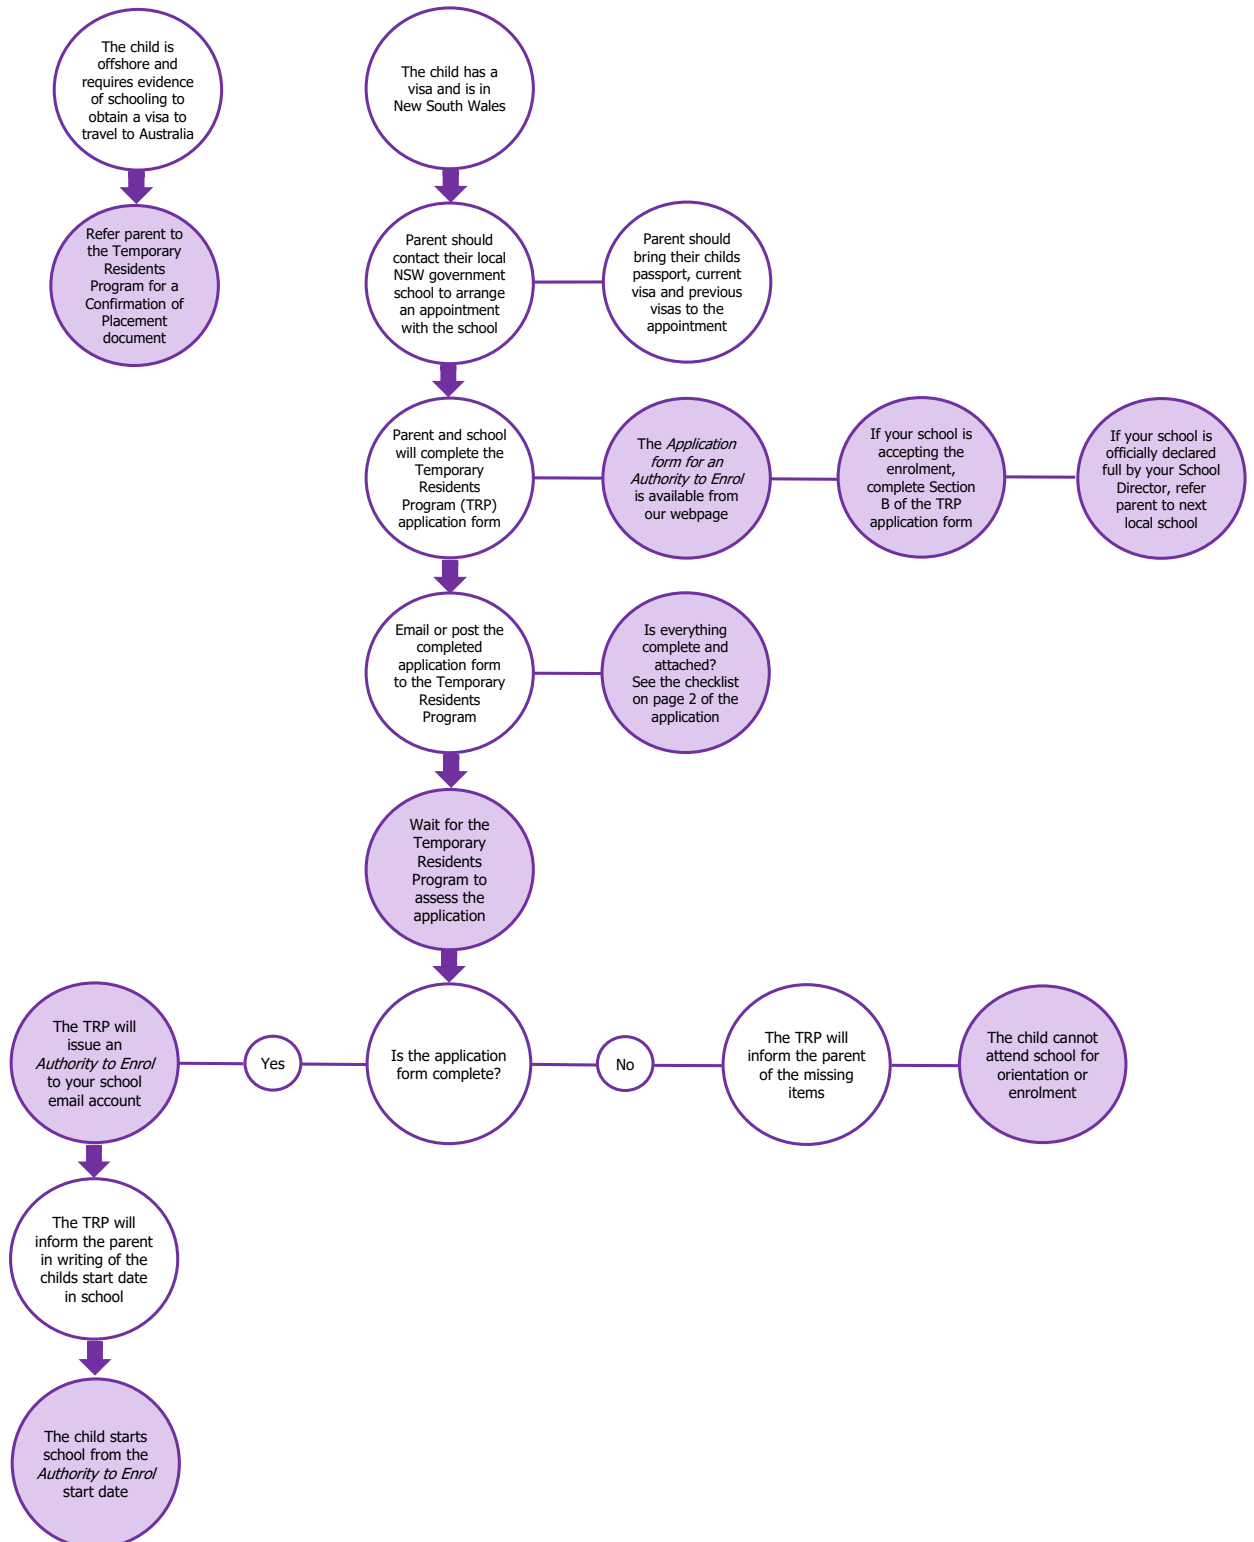 The child is
offshore and
requires evidence
of schooling to
obtain a visa to
travel to Australia
The child has a
visa and is in
New South Wales
Refer parent to
the Temporary
Residents
Program for a
Confirmation of
Placement
document
Parent should
contact their local
NSW government
school to arrange
an appointment
with the school
Parent should
bring their childs
passport, current
visa and previous
visas to the
appointment
Parent and school
will complete the
Temporary
Residents
Program (TRP)
application form
The Application
form for an
Authority to Enrol
is available from
our webpage
If your school is
accepting the
enrolment,
complete Section
B of the TRP
application form
If your school is
officially declared
full by your School
Director, refer
parent to next
local school
Email or post the
completed
application form
to the Temporary
Residents
Program
Is everything
complete and
attached?
See the checklist
on page 2 of the
application
Wait for the
Temporary
Residents
Program to
assess the
application
The TRP will
issue an
Authority to Enrol
to your school
email account
Yes
Is the application
form complete?
No
The TRP will
inform the parent
of the missing
items
The child cannot
attend school for
orientation or
enrolment
The TRP will
inform the parent
in writing of the
childs start date
in school
The child starts
school from the
Authority to Enrol
start date